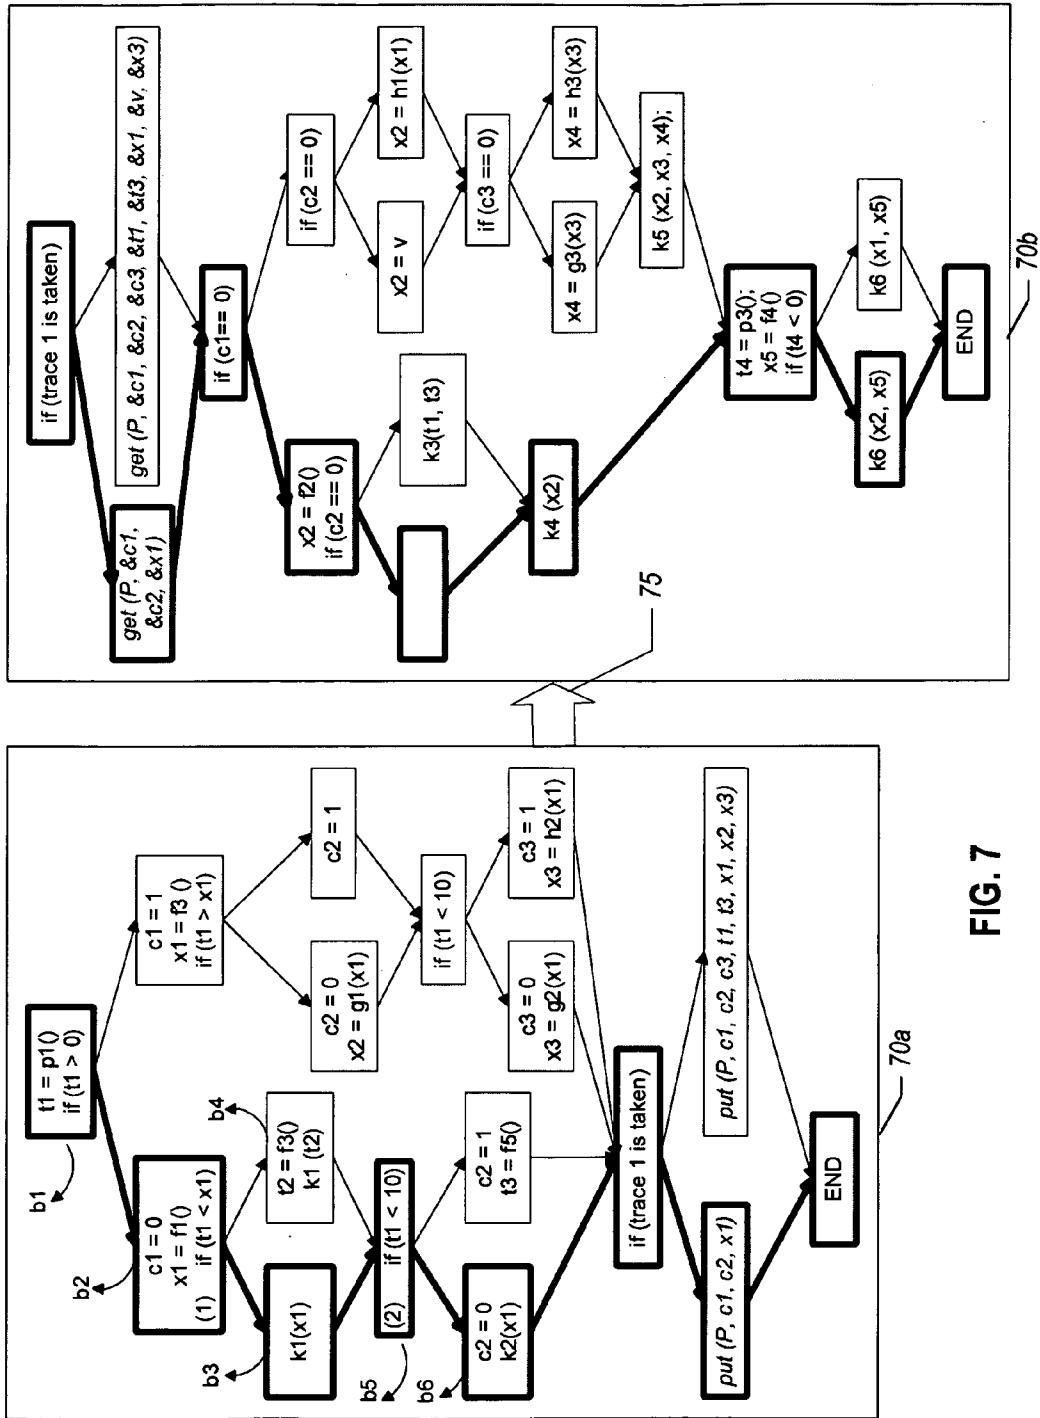 b1
t1 = p1()
if (t1 > 0)
b2
c1 = 0
x1 = f1()
(1) if (t1 < x1)
c1 = 1
x1 = f3 ()
if (t1 > x1)
b3
k1(x1)
b4
t2 = f3()
k1 (t2)
c2 = 0
x2 = g1(x1)
c2 = 1
b5
(2) if (t1 < 10)
if (t1 < 10)
b6
c2 = 0
k2(x1)
c2 = 1
t3 = f5()
c3 = 0
x3 = g2(x1)
c3 = 1
x3 = h2(x1)
if (trace 1 is taken)
put (P, c1, c2, x1)
put (P, c1, c2, c3, t1, t3, x1, x2, x3)
END
70a
75
if (trace 1 is taken)
get (P, &c1,
&c2, &x1)
get (P, &c1, &c2, &c3, &t1, &t3, &x1, &v, &x3)
if (c1== 0)
x2 = f2()
if (c2 == 0)
if (c2 == 0)
k3(t1, t3)
x2 = v
x2 = h1(x1)
if (c3 == 0)
k4 (x2)
x4 = g3(x3)
x4 = h3(x3)
k5 (x2, x3, x4);
t4 = p3();
x5 = f4()
if (t4 < 0)
k6 (x2, x5)
k6 (x1, x5)
END
70b
FIG. 7